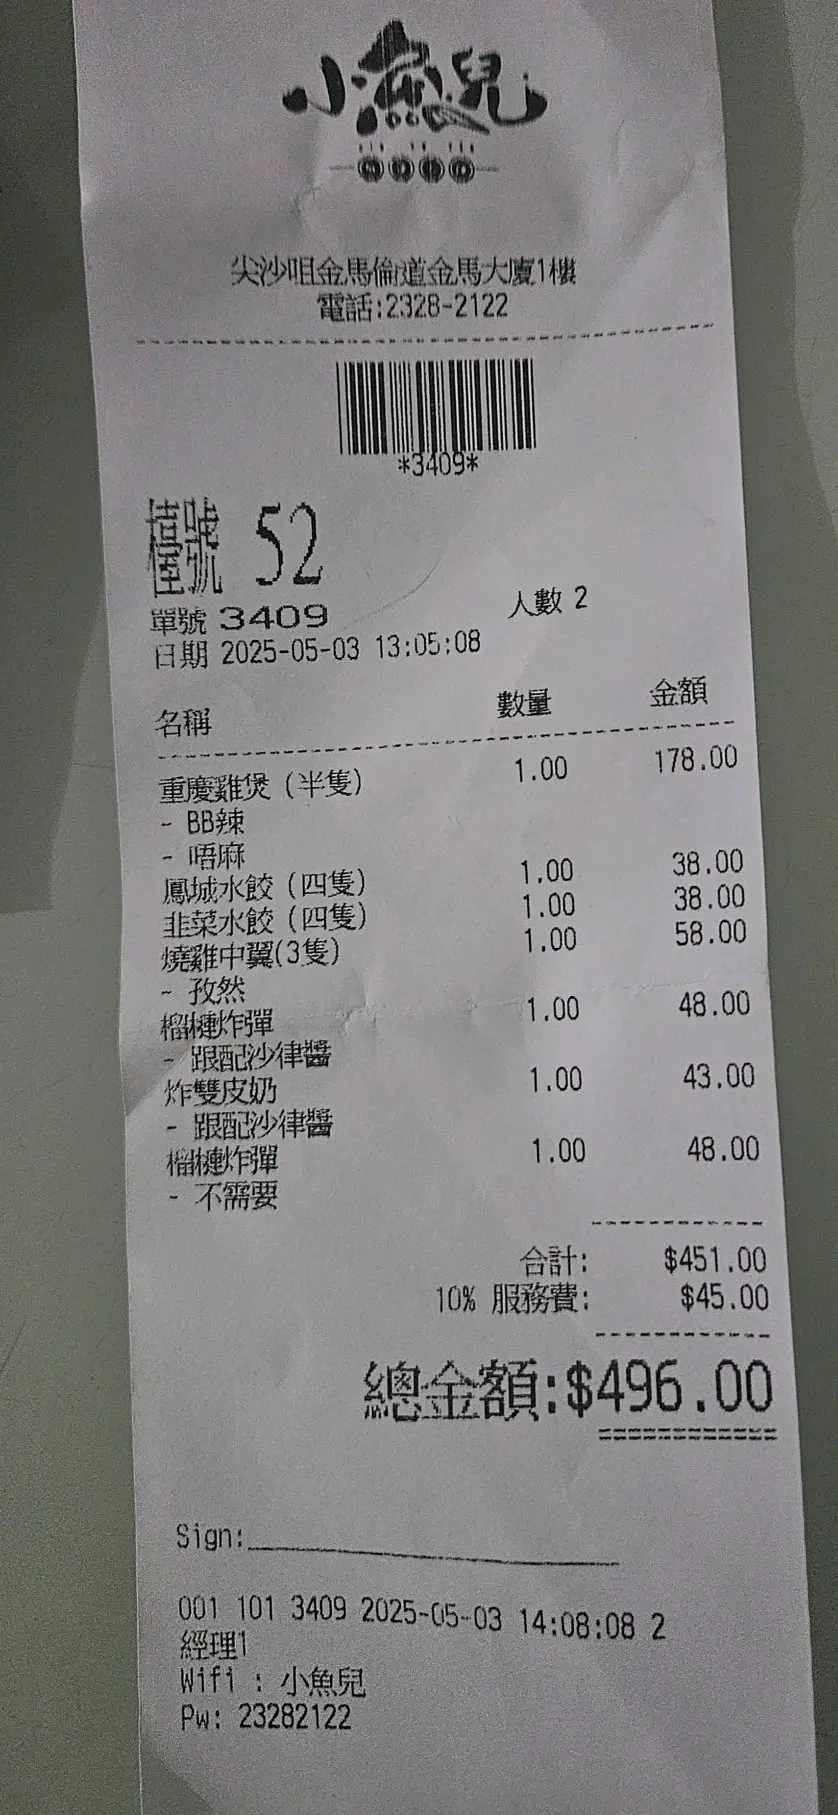 小魚兒
尖沙咀金馬倫道金馬大廈1樓
電話:2328-2122
*3409*
檯號 52
單號 3409 人數 2
日期 2025-05-03 13:05:08
名稱 數量 金額
重慶雞煲(半隻) 1.00 178.00
- BB辣
- 唔麻
鳳城水餃(四隻) 1.00 38.00
韭菜水餃(四隻) 1.00 38.00
燒雞中翼(3隻) 1.00 58.00
- 孜然
榴槤炸彈 1.00 48.00
- 跟配沙律醬
炸雙皮奶 1.00 43.00
- 跟配沙律醬
榴槤炸彈 1.00 48.00
- 不需要
合計: $451.00
10% 服務費: $45.00
總金額:$496.00
Sign:
001 101 3409 2025-05-03 14:08:08 2
經理1
Wifi : 小魚兒
Pw: 23282122